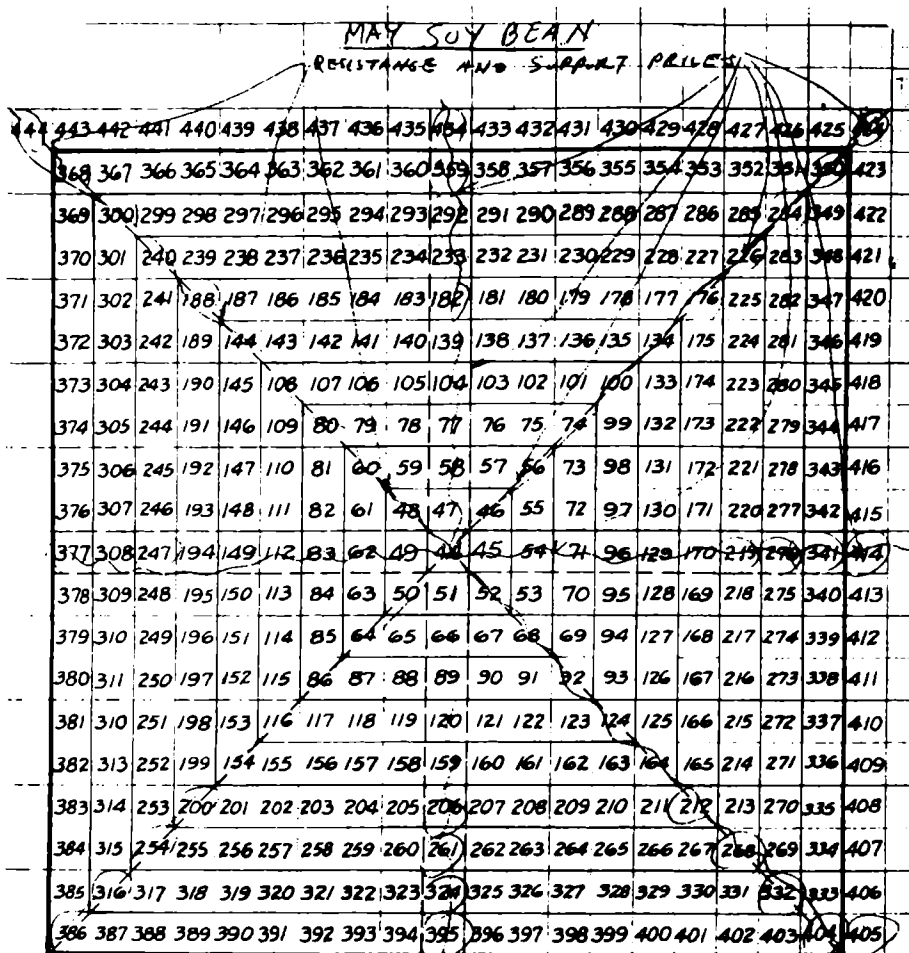 MAY SOY BEAN
RESISTANCE AND SUPPORT PRICES
444 443 442 441 440 439 438 437 436 435 434 433 432 431 430 429 428 427 426 425 424
368 367 366 365 364 363 362 361 360 359 358 357 356 355 354 353 352 351 350 423
369 300 299 298 297 296 295 294 293 292 291 290 289 288 287 286 285 284 349 422
370 301 240 239 238 237 236 235 234 233 232 231 230 229 228 227 226 283 348 421
371 302 241 188 187 186 185 184 183 182 181 180 179 178 177 176 225 282 347 420
372 303 242 189 144 143 142 141 140 139 138 137 136 135 134 175 224 281 346 419
373 304 243 190 145 108 107 106 105 104 103 102 101 100 133 174 223 280 345 418
374 305 244 191 146 109 80 79 78 77 76 75 74 99 132 173 222 279 344 417
375 306 245 192 147 110 81 60 59 58 57 56 73 98 131 172 221 278 343 416
376 307 246 193 148 111 82 61 48 47 46 55 72 97 130 171 220 277 342 415
377 308 247 194 149 112 83 62 49 44 45 54 71 96 129 170 219 276 341 414
378 309 248 195 150 113 84 63 50 51 52 53 70 95 128 169 218 275 340 413
379 310 249 196 151 114 85 64 65 66 67 68 69 94 127 168 217 274 339 412
380 311 250 197 152 115 86 87 88 89 90 91 92 93 126 167 216 273 338 411
381 310 251 198 153 116 117 118 119 120 121 122 123 124 125 166 215 272 337 410
382 313 252 199 154 155 156 157 158 159 160 161 162 163 164 165 214 271 336 409
383 314 253 200 201 202 203 204 205 206 207 208 209 210 211 212 213 270 335 408
384 315 254 255 256 257 258 259 260 261 262 263 264 265 266 267 268 269 334 407
385 316 317 318 319 320 321 322 323 324 325 326 327 328 329 330 331 332 333 406
386 387 388 389 390 391 392 393 394 395 396 397 398 399 400 401 402 403 404 405